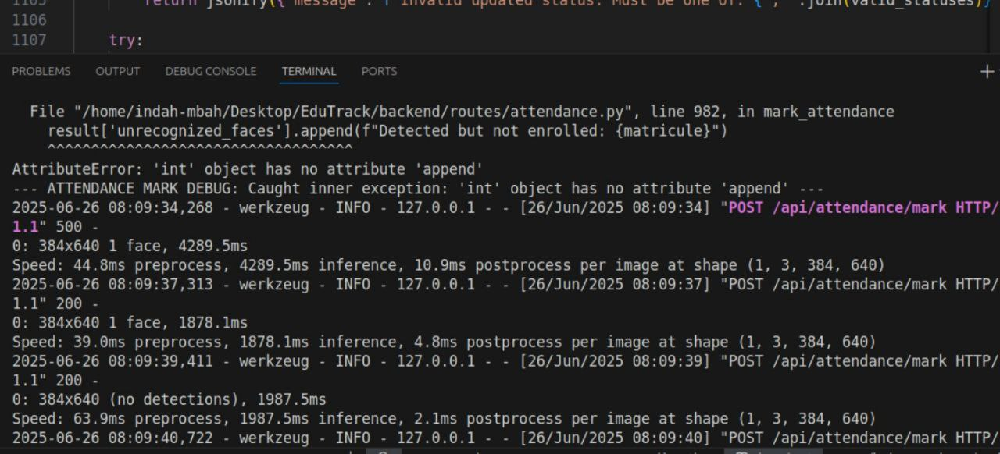 1105 return jsonify({"message": f"Invalid updated status. Must be one of: {', '.join(valid_statuses)}
1106
1107 try:
PROBLEMS OUTPUT DEBUG CONSOLE TERMINAL PORTS
File "/home/indah-mbah/Desktop/EduTrack/backend/routes/attendance.py", line 982, in mark_attendance
result['unrecognized_faces'].append(f"Detected but not enrolled: {matricule}")
^^^^^^^^^^^^^^^^^^^^^^^^^^^^^^^^^^^
AttributeError: 'int' object has no attribute 'append'
--- ATTENDANCE MARK DEBUG: Caught inner exception: 'int' object has no attribute 'append' ---
2025-06-26 08:09:34,268 - werkzeug - INFO - 127.0.0.1 - - [26/Jun/2025 08:09:34] "POST /api/attendance/mark HTTP/
1.1" 500 -
0: 384x640 1 face, 4289.5ms
Speed: 44.8ms preprocess, 4289.5ms inference, 10.9ms postprocess per image at shape (1, 3, 384, 640)
2025-06-26 08:09:37,313 - werkzeug - INFO - 127.0.0.1 - - [26/Jun/2025 08:09:37] "POST /api/attendance/mark HTTP/
1.1" 200 -
0: 384x640 1 face, 1878.1ms
Speed: 39.0ms preprocess, 1878.1ms inference, 4.8ms postprocess per image at shape (1, 3, 384, 640)
2025-06-26 08:09:39,411 - werkzeug - INFO - 127.0.0.1 - - [26/Jun/2025 08:09:39] "POST /api/attendance/mark HTTP/
1.1" 200 -
0: 384x640 (no detections), 1987.5ms
Speed: 63.9ms preprocess, 1987.5ms inference, 2.1ms postprocess per image at shape (1, 3, 384, 640)
2025-06-26 08:09:40,722 - werkzeug - INFO - 127.0.0.1 - - [26/Jun/2025 08:09:40] "POST /api/attendance/mark HTTP/